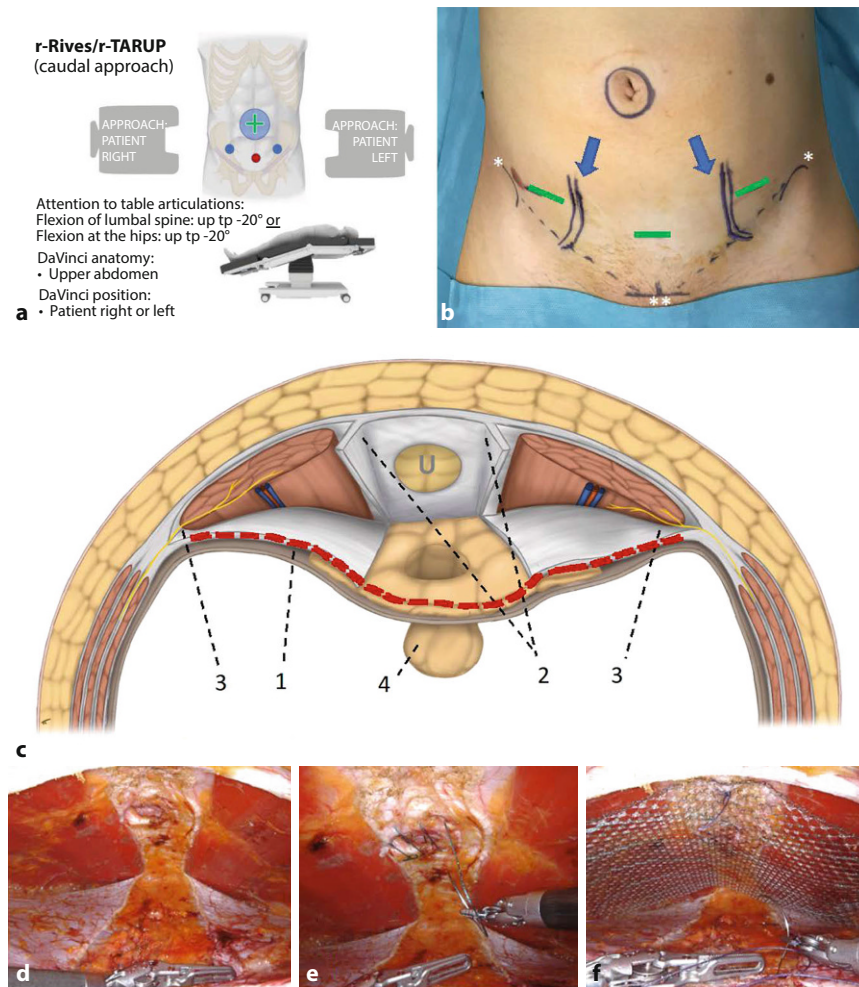 r-Rives/r-TARUP
(caudal approach)
APPROACH:
PATIENT
RIGHT
APPROACH:
PATIENT
LEFT
Attention to table articulations:
Flexion of lumbal spine: up tp -20° or
Flexion at the hips: up tp -20°
DaVinci anatomy:
• Upper abdomen
DaVinci position:
• Patient right or left
a
*
*
**
b
U
3
1
4
2
3
c
d
e
f